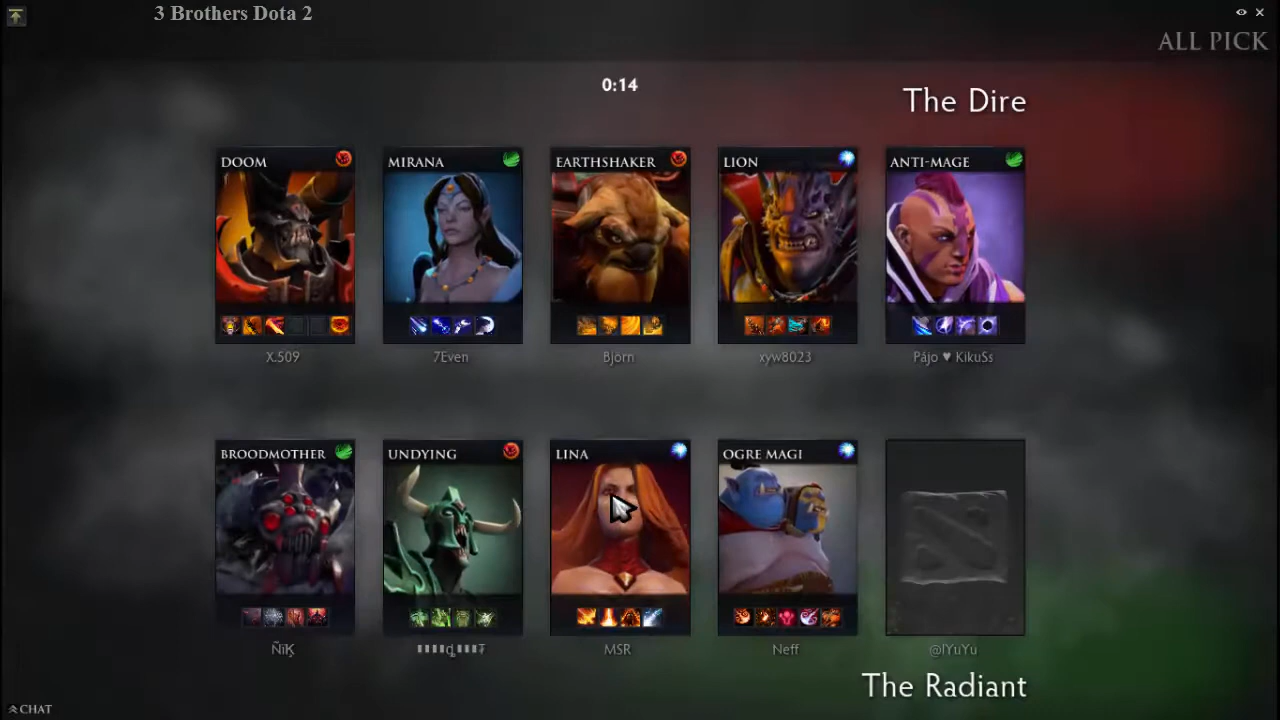 3 Brothers Dota 2
ALL PICK
0:14
The Dire
DOOM
MIRANA
EARTHSHAKER
LION
ANTI-MAGE
X.509
7Even
Björn
xyw8023
Pájo ♥ KikuSs
BROODMOTHER
UNDYING
LINA
OGRE MAGI
ÑïƘ
MSR
Neff
@lYuYu
The Radiant
CHAT